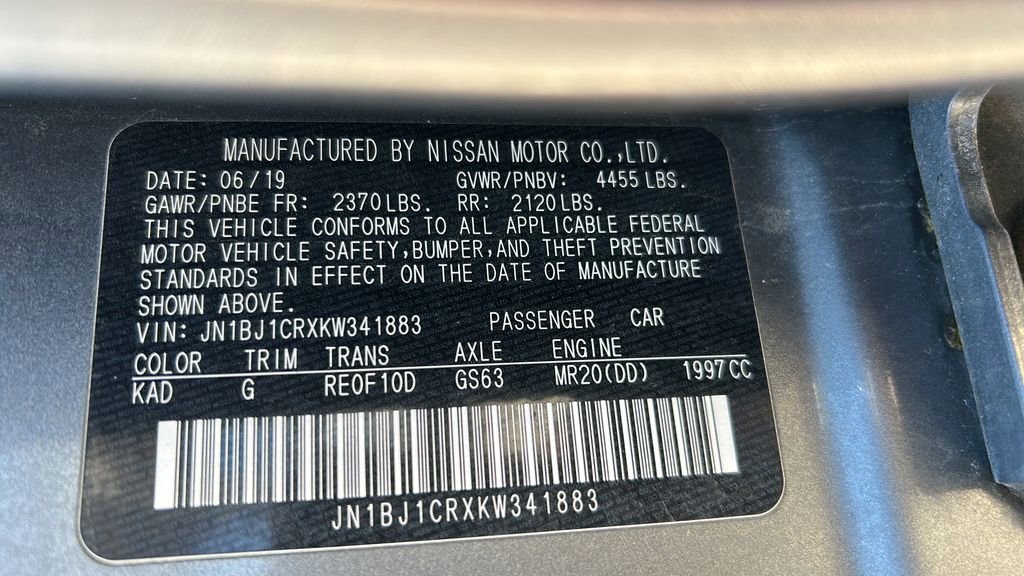 MANUFACTURED BY NISSAN MOTOR CO.,LTD.
DATE: 06/19 GVWR/PNBV: 4455 LBS.
GAWR/PNBE FR: 2370 LBS. RR: 2120 LBS.
THIS VEHICLE CONFORMS TO ALL APPLICABLE FEDERAL
MOTOR VEHICLE SAFETY, BUMPER, AND THEFT PREVENTION
STANDARDS IN EFFECT ON THE DATE OF MANUFACTURE
SHOWN ABOVE.
VIN: JN1BJ1CRXKW341883 PASSENGER CAR
COLOR TRIM TRANS AXLE ENGINE
KAD G RE0F10D GS63 MR20(DD) 1997CC
JN1BJ1CRXKW341883